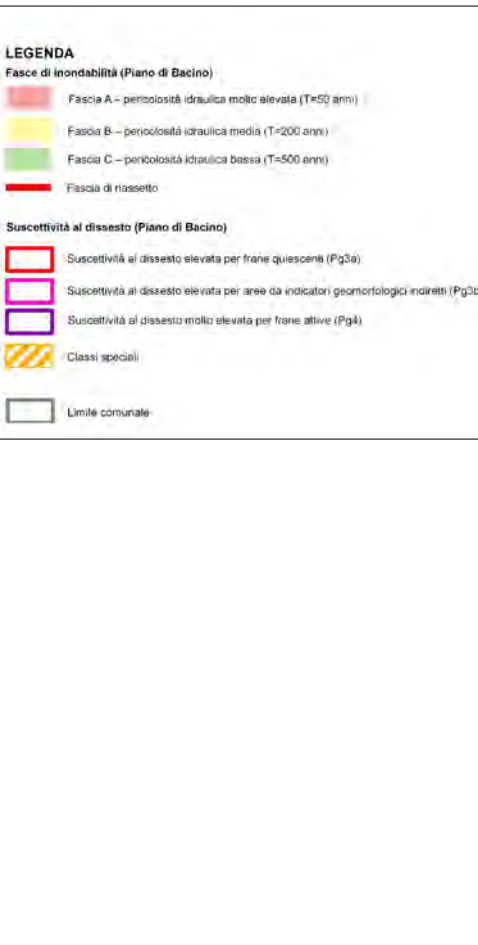 LEGENDA
Fasce di inondabilità (Piano di Bacino)
Fascia A – pericolosità idraulica molto elevata (T=50 anni)
Fascia B – pericolosità idraulica media (T=200 anni)
Fascia C – pericolosità idraulica bassa (T=500 anni)
Fascia di riassetto
Suscettività al dissesto (Piano di Bacino)
Suscettività al dissesto elevata per frane quiescenti (Pg3a)
Suscettività al dissesto elevata per aree da indicatori geomorfologici indiretti (Pg3b
Suscettività al dissesto molto elevata per frane attive (Pg4)
Classi speciali
Limite comunale